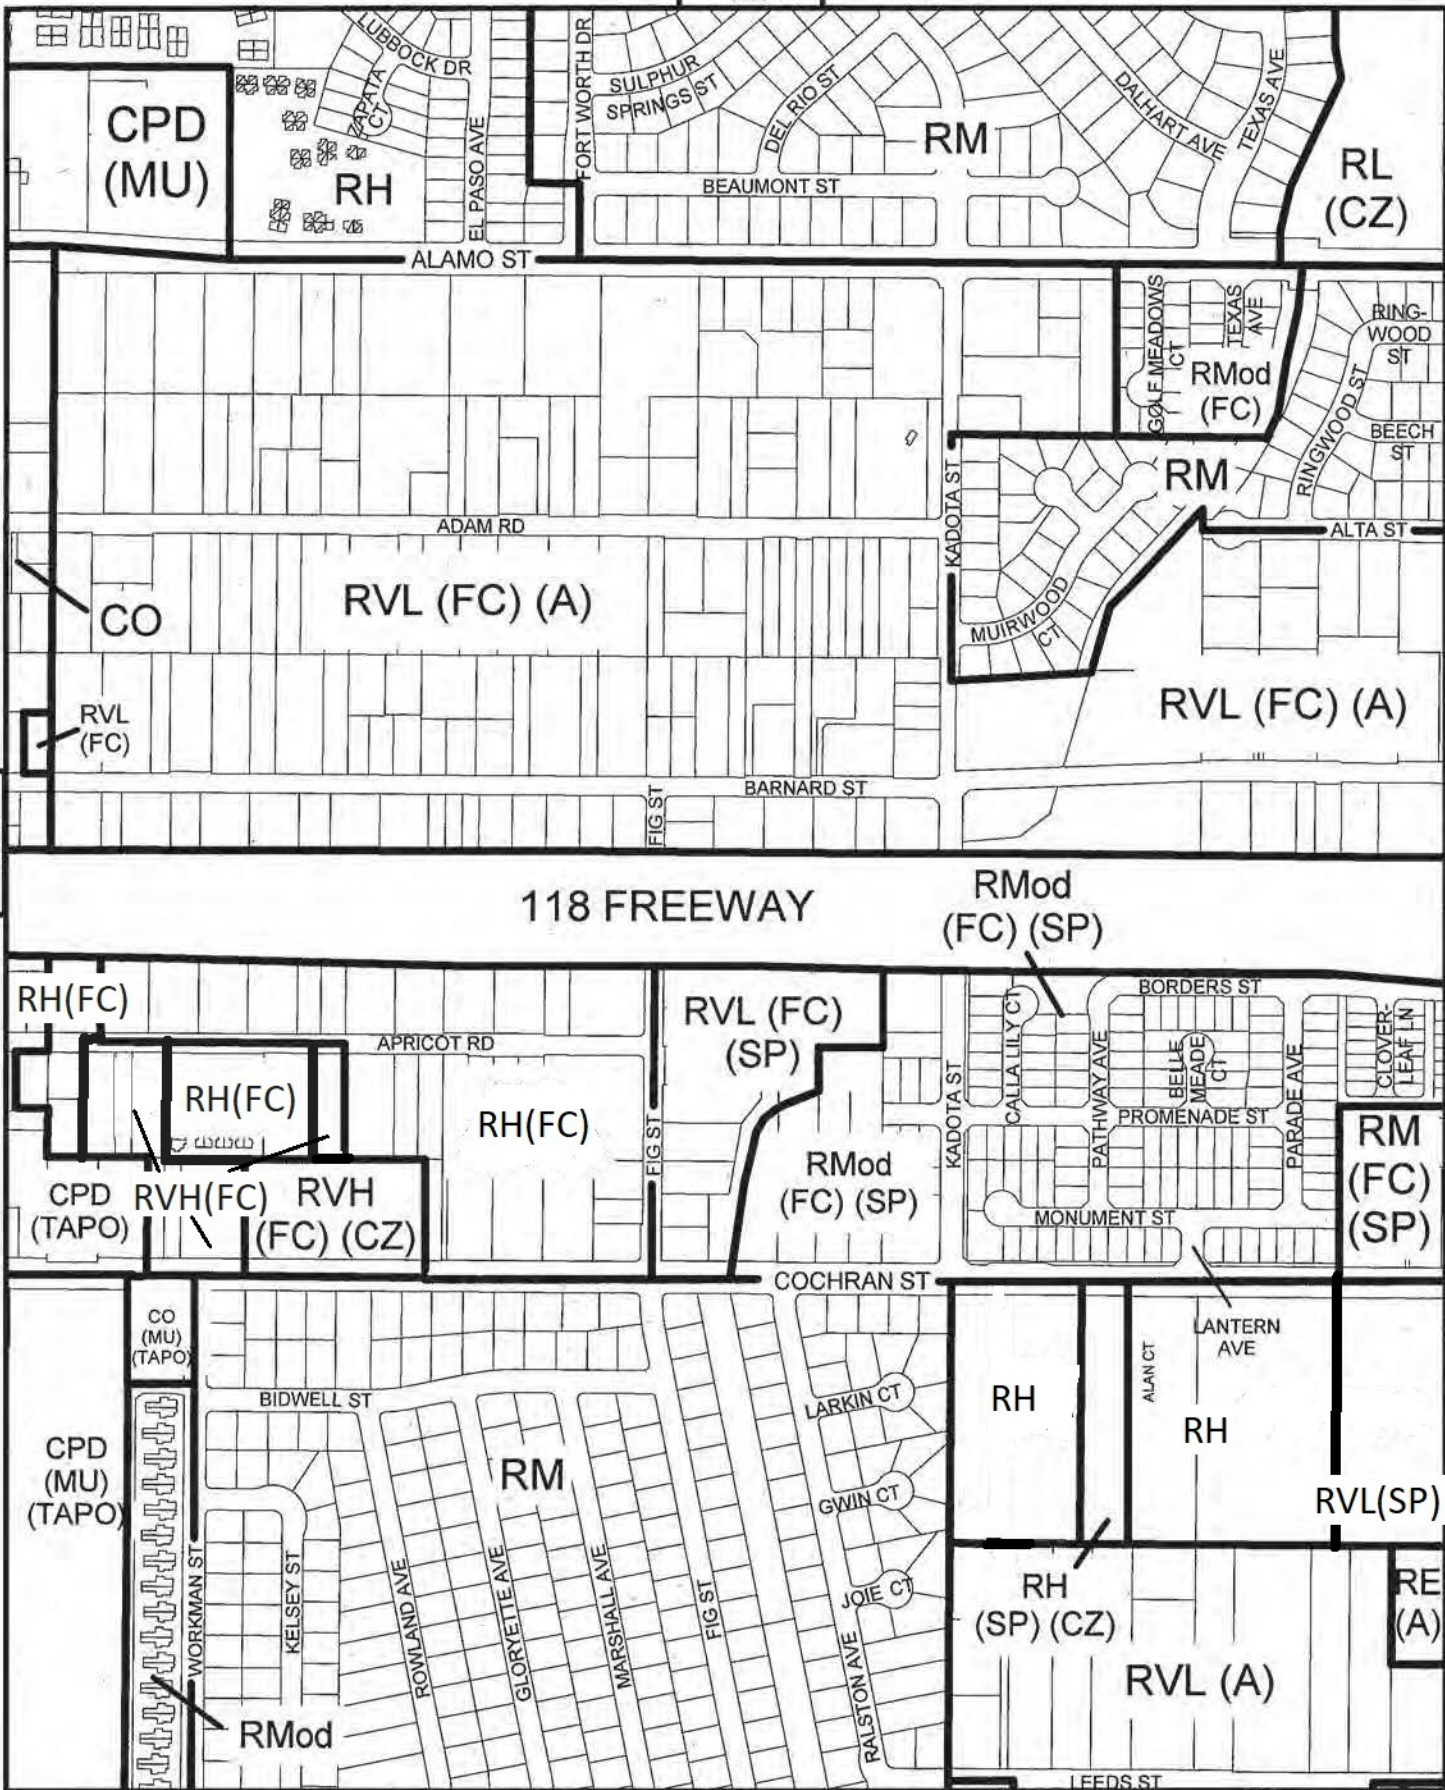 LUBBOCK DR
ZAPATA
CT
EL PASO AVE
FORT WORTH DR
SULPHUR
SPRINGS ST
DEL RIO ST
DALHART AVE
TEXAS AVE
CPD
(MU)
RH
RM
RL
(CZ)
BEAUMONT ST
ALAMO ST
GOLF MEADOWS
CT
TEXAS
AVE
RING-
WOOD
ST
RMod
(FC)
RINGWOOD ST
BEECH
ST
RM
KADOTA ST
ADAM RD
ALTA ST
CO
RVL (FC) (A)
MUIRWOOD
CT
RVL
(FC)
RVL (FC) (A)
FIG ST
BARNARD ST
118 FREEWAY
RMod
(FC) (SP)
RH(FC)
RVL (FC)
(SP)
BORDERS ST
CALLA LILY CT
PATHWAY AVE
BELLE
MEADE
CT
PARADE AVE
CLOVER-
LEAF LN
APRICOT RD
RH(FC)
RH(FC)
FIG ST
KADOTA ST
PROMENADE ST
RM
(FC)
(SP)
RMod
(FC) (SP)
CPD
(TAPO)
RVH(FC)
RVH
(FC) (CZ)
MONUMENT ST
COCHRAN ST
LANTERN
AVE
CO
(MU)
(TAPO)
ALAN CT
BIDWELL ST
LARKIN CT
RH
RH
CPD
(MU)
(TAPO)
RM
GWIN CT
RVL(SP)
WORKMAN ST
KELSEY ST
ROWLAND AVE
GLORYETTE AVE
MARSHALL AVE
FIG ST
JOIE CT
RALSTON AVE
RH
(SP) (CZ)
RE
(A)
RVL (A)
RMod
LEEDS ST